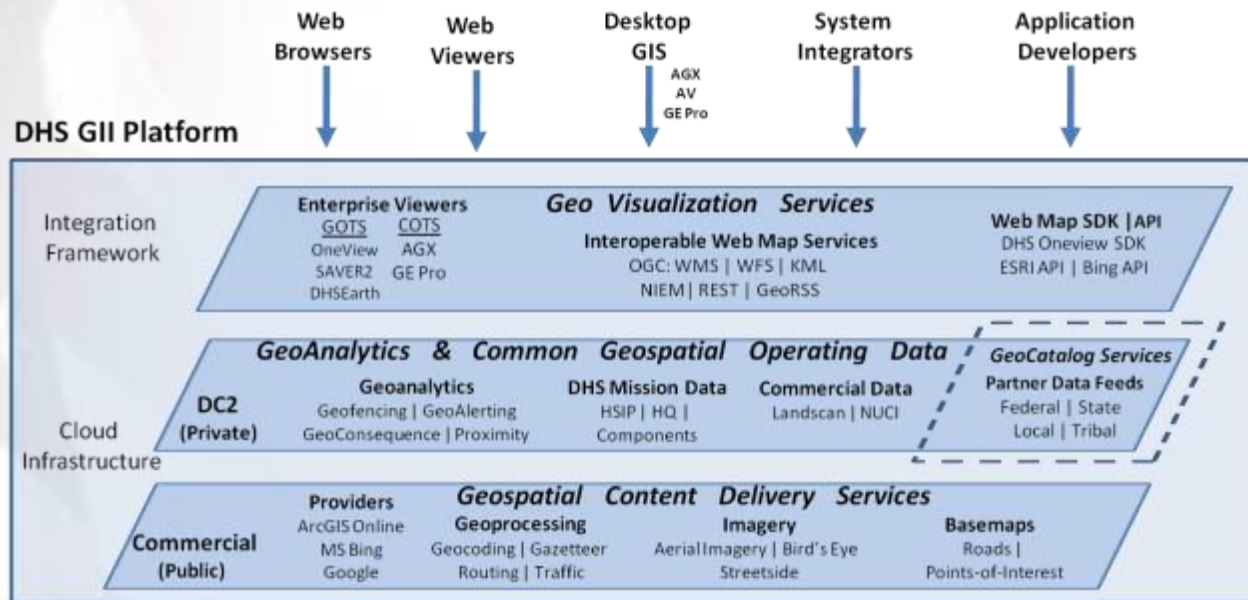 Web Browsers
Web Viewers
Desktop GIS
AGX
AV
GE Pro
System Integrators
Application Developers
DHS GII Platform
Integration Framework
Geo Visualization Services
Enterprise Viewers
GOTS
OneView
SAVER2
DHSEarth
COTS
AGX
GE Pro
Interoperable Web Map Services
OGC: WMS | WFS | KML
NIEM | REST | GeoRSS
Web Map SDK | API
DHS Oneview SDK
ESRI API | Bing API
Cloud Infrastructure
GeoAnalytics & Common Geospatial Operating Data
DC2
(Private)
Geoanalytics
Geofencing | GeoAlerting
GeoConsequence | Proximity
DHS Mission Data
HSIP | HQ |
Components
Commercial Data
Landscan | NUCI
GeoCatalog Services
Partner Data Feeds
Federal | State
Local | Tribal
Geospatial Content Delivery Services
Commercial
(Public)
Providers
ArcGIS Online
MS Bing
Google
Geoprocessing
Geocoding | Gazetteer
Routing | Traffic
Imagery
Aerial Imagery | Bird's Eye
Streetside
Basemaps
Roads |
Points-of-Interest